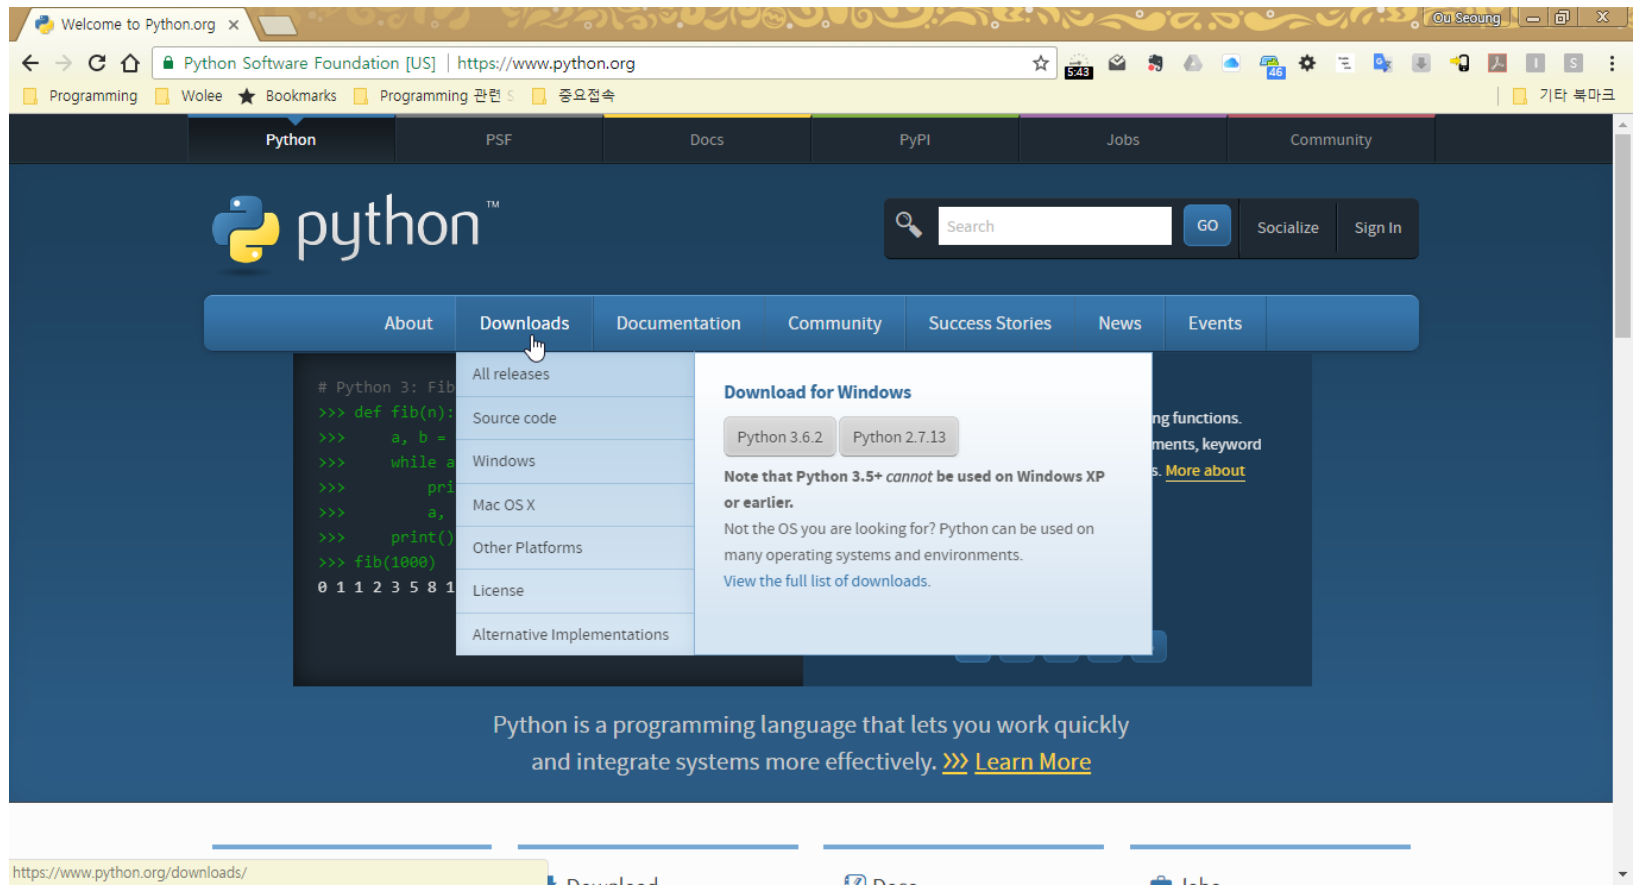 Welcome to Python.org
Ou Seoung
Python Software Foundation [US]
https://www.python.org
5:43
46
Programming
Wolee
Bookmarks
Programming 관련 S
중요접속
기타 북마크
Python
PSF
Docs
PyPI
Jobs
Community
python™
Search
GO
Socialize
Sign In
About
Downloads
Documentation
Community
Success Stories
News
Events
# Python 3: Fib
>>> def fib(n):
>>> a, b =
>>> while a
>>> pri
>>> a,
>>> print()
>>> fib(1000)
0 1 1 2 3 5 8 1
All releases
Source code
Windows
Mac OS X
Other Platforms
License
Alternative Implementations
Download for Windows
Python 3.6.2
Python 2.7.13
Note that Python 3.5+ cannot be used on Windows XP
or earlier.
Not the OS you are looking for? Python can be used on
many operating systems and environments.
View the full list of downloads.
ng functions.
ments, keyword
s. More about
Python is a programming language that lets you work quickly
and integrate systems more effectively. >>> Learn More
https://www.python.org/downloads/
Download
Docs
Jobs